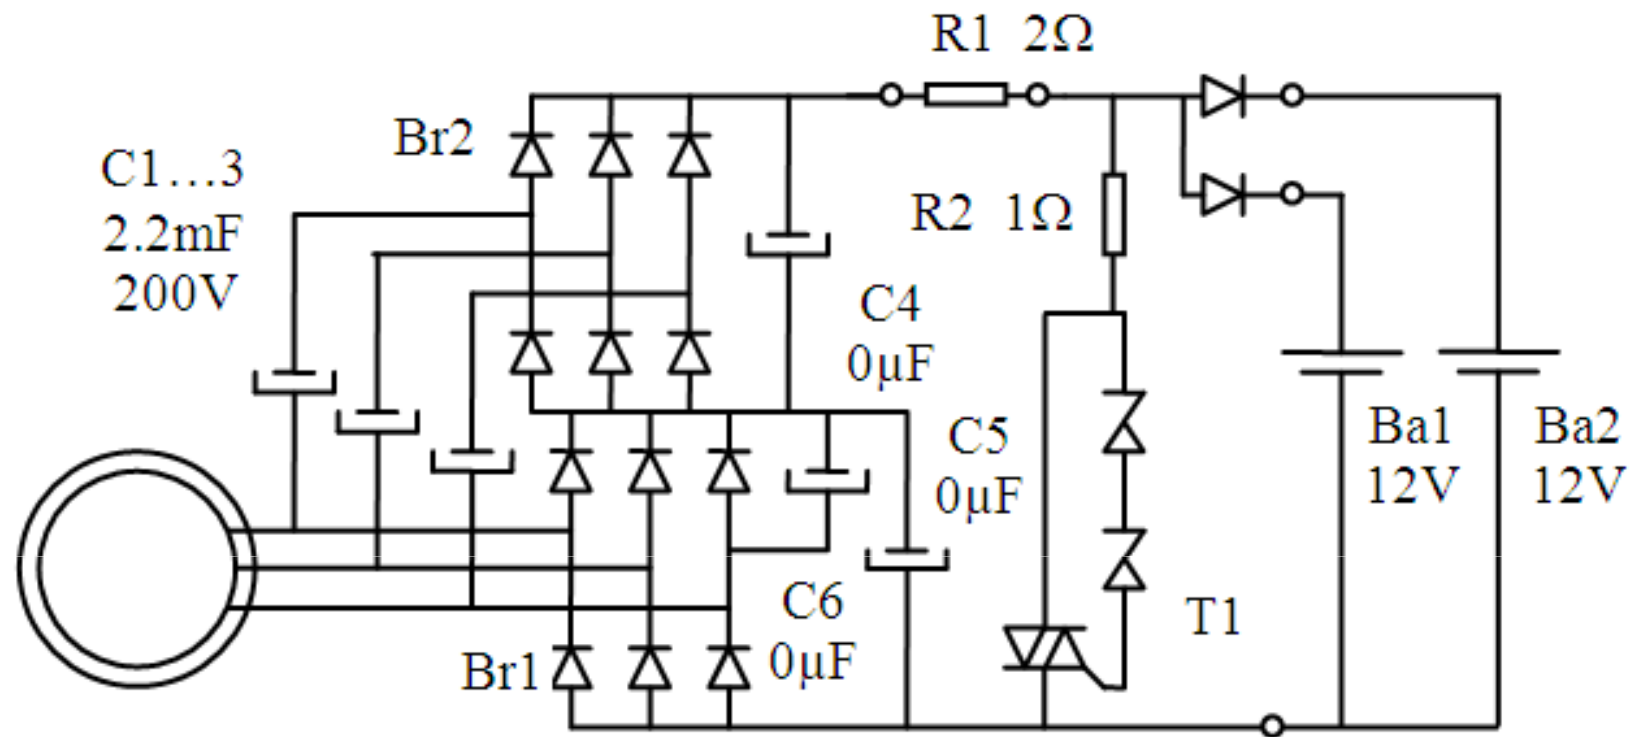 R1 2Ω
Br2
C1...3
2.2mF
200V
R2 1Ω
C4
0µF
C5
0µF
Ba1
12V
Ba2
12V
C6
0µF
T1
Br1